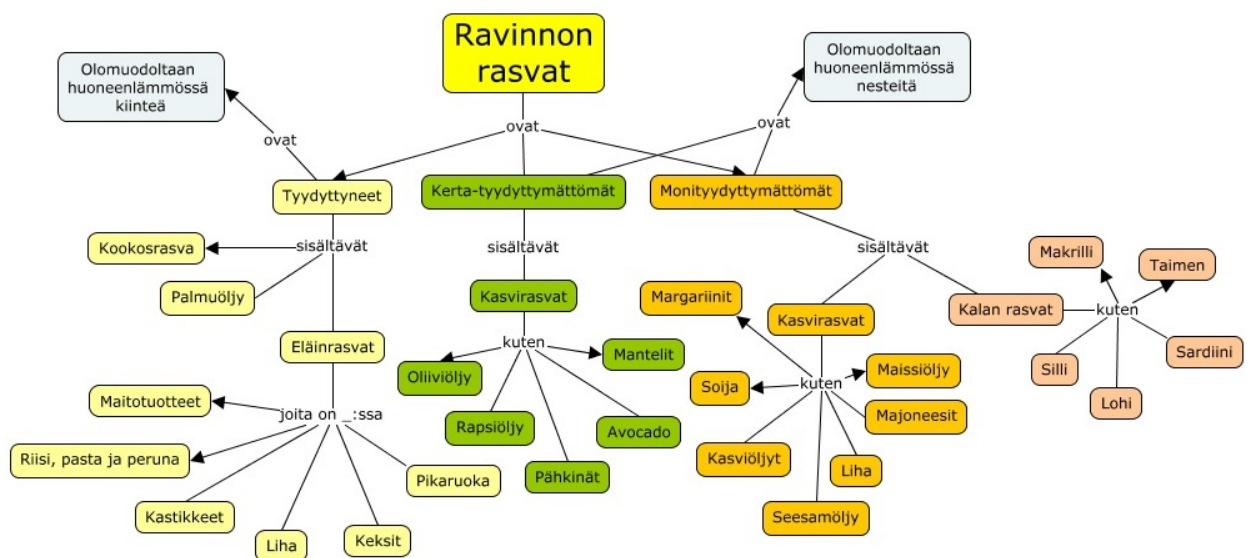 Ravinnon
rasvat
Olomuodoltaan
huoneenlämmössä
kiinteä
Olomuodoltaan
huoneenlämmössä
nesteitä
ovat
ovat
ovat
Tyydyttyneet
Kerta-tyydyttymättömät
Monityydyttymättömät
sisältävät
sisältävät
sisältävät
Kookosrasva
Palmuöljy
Eläinrasvat
joita on _:ssa
Maitotuotteet
Riisi, pasta ja peruna
Kastikkeet
Liha
Keksit
Pikaruoka
Kasvirasvat
kuten
Oliiviöljy
Mantelit
Rapsiöljy
Pähkinät
Avocado
Kasvirasvat
kuten
Margariinit
Soija
Maissiöljy
Majoneesit
Kasviöljyt
Liha
Seesamöljy
Kalan rasvat
kuten
Makrilli
Taimen
Sardiini
Silli
Lohi